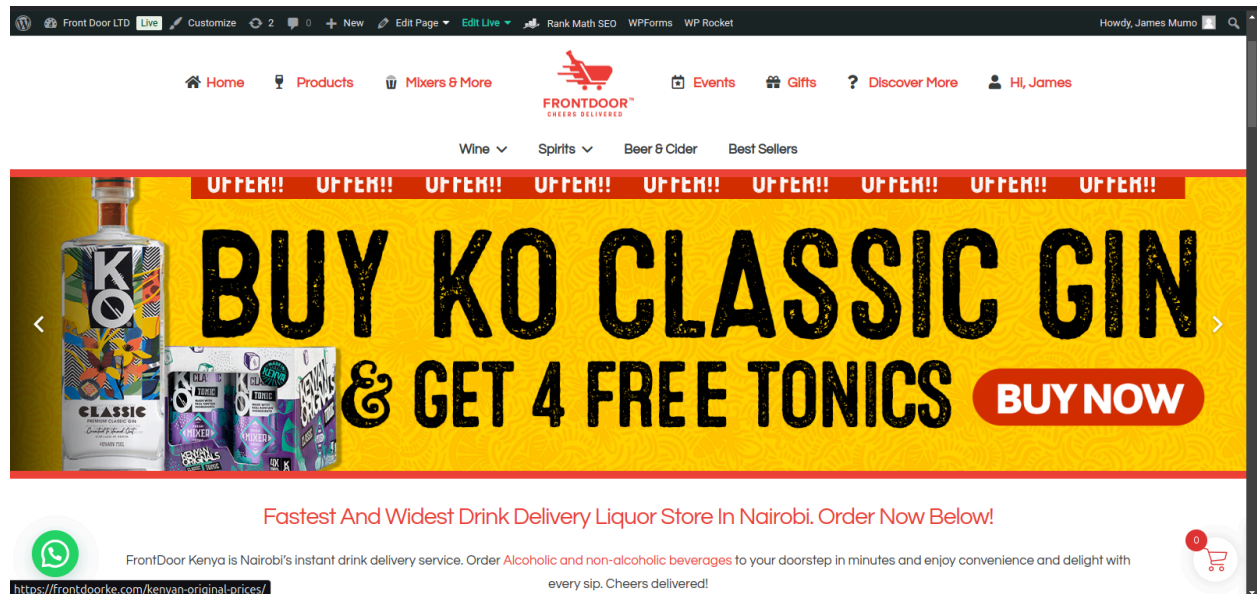 Front Door LTD Live Customize 2 0 New Edit Page Edit Live Rank Math SEO WPForms WP Rocket Howdy, James Mumo
Home Products Mixers & More Events Gifts Discover More Hi, James
FRONTDOOR™
CHEERS DELIVERED
Wine Spirits Beer & Cider Best Sellers
OFFER!! OFFER!! OFFER!! OFFER!! OFFER!! OFFER!! OFFER!! OFFER!! OFFER!!
BUY KO CLASSIC GIN
& GET 4 FREE TONICS BUY NOW
KO
CLASSIC
TONIC
MIXER
Fastest And Widest Drink Delivery Liquor Store In Nairobi. Order Now Below!
FrontDoor Kenya is Nairobi's instant drink delivery service. Order Alcoholic and non-alcoholic beverages to your doorstep in minutes and enjoy convenience and delight with
every sip. Cheers delivered!
0
https://frontdoorke.com/kenyan-original-prices/